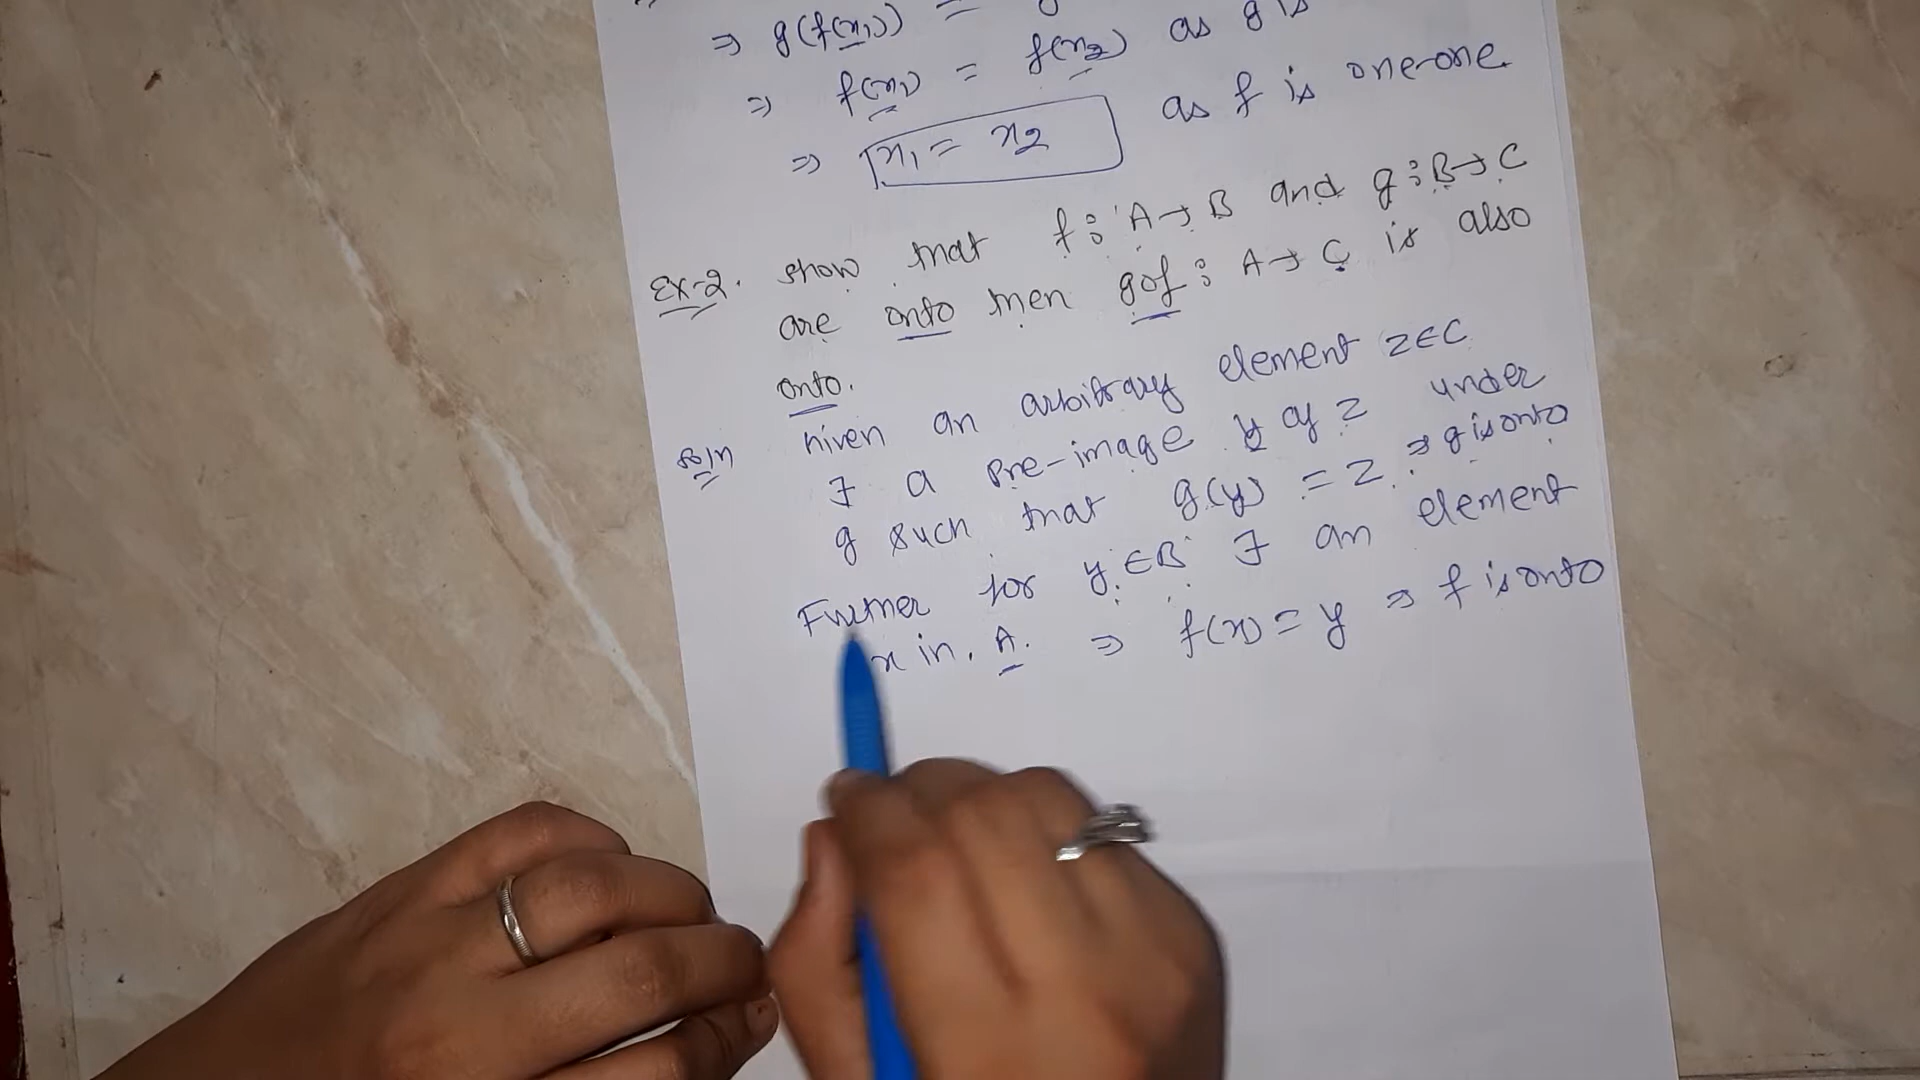 ⇒ g(f(x₁)) =
⇒ f(x₁) = f(x₂) as g is
⇒ x₁ = x₂ as f is one-one
Ex-2. show that f : A → B and g : B → C
are onto then gof : A → C is also
onto.
Soln Given an arbitrary element z ∈ C
∃ a pre-image y of z under
g such that g(y) = z ⇒ g is onto
Further for y ∈ B ∃ an element
x in A. ⇒ f(x) = y ⇒ f is onto